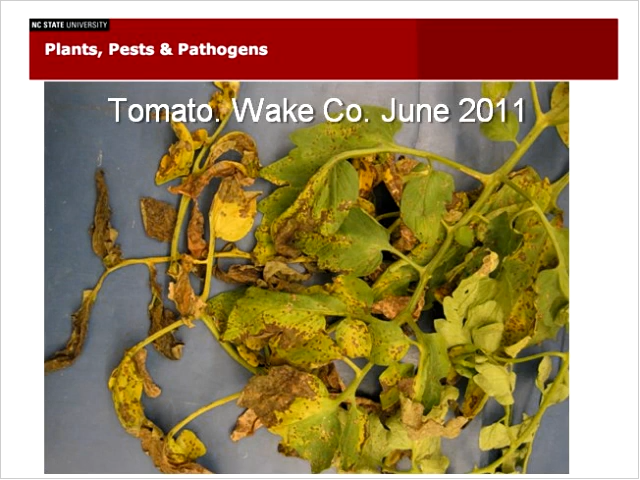 NC STATE UNIVERSITY
Plants, Pests & Pathogens
Tomato. Wake Co. June 2011